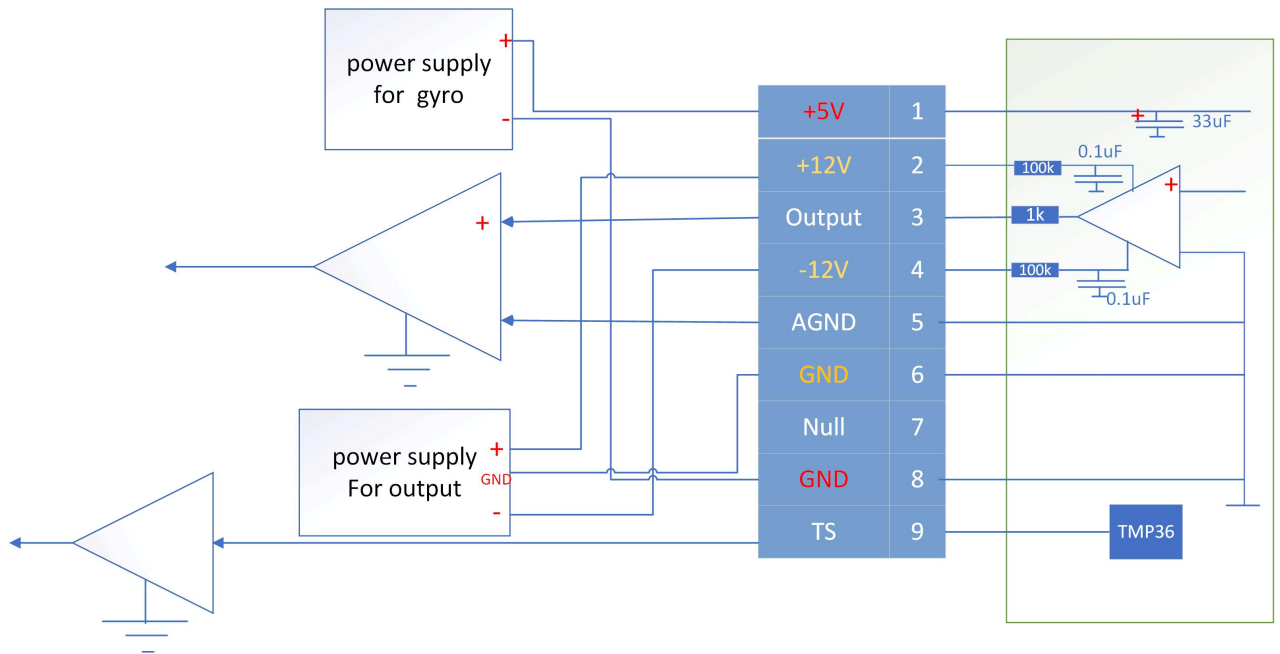 power supply
for gyro
+
-
+
power supply
For output
+
GND
-
+5V 1
+12V 2
Output 3
-12V 4
AGND 5
GND 6
Null 7
GND 8
TS 9
+
33uF
0.1uF
100k
+
1k
100k
0.1uF
TMP36